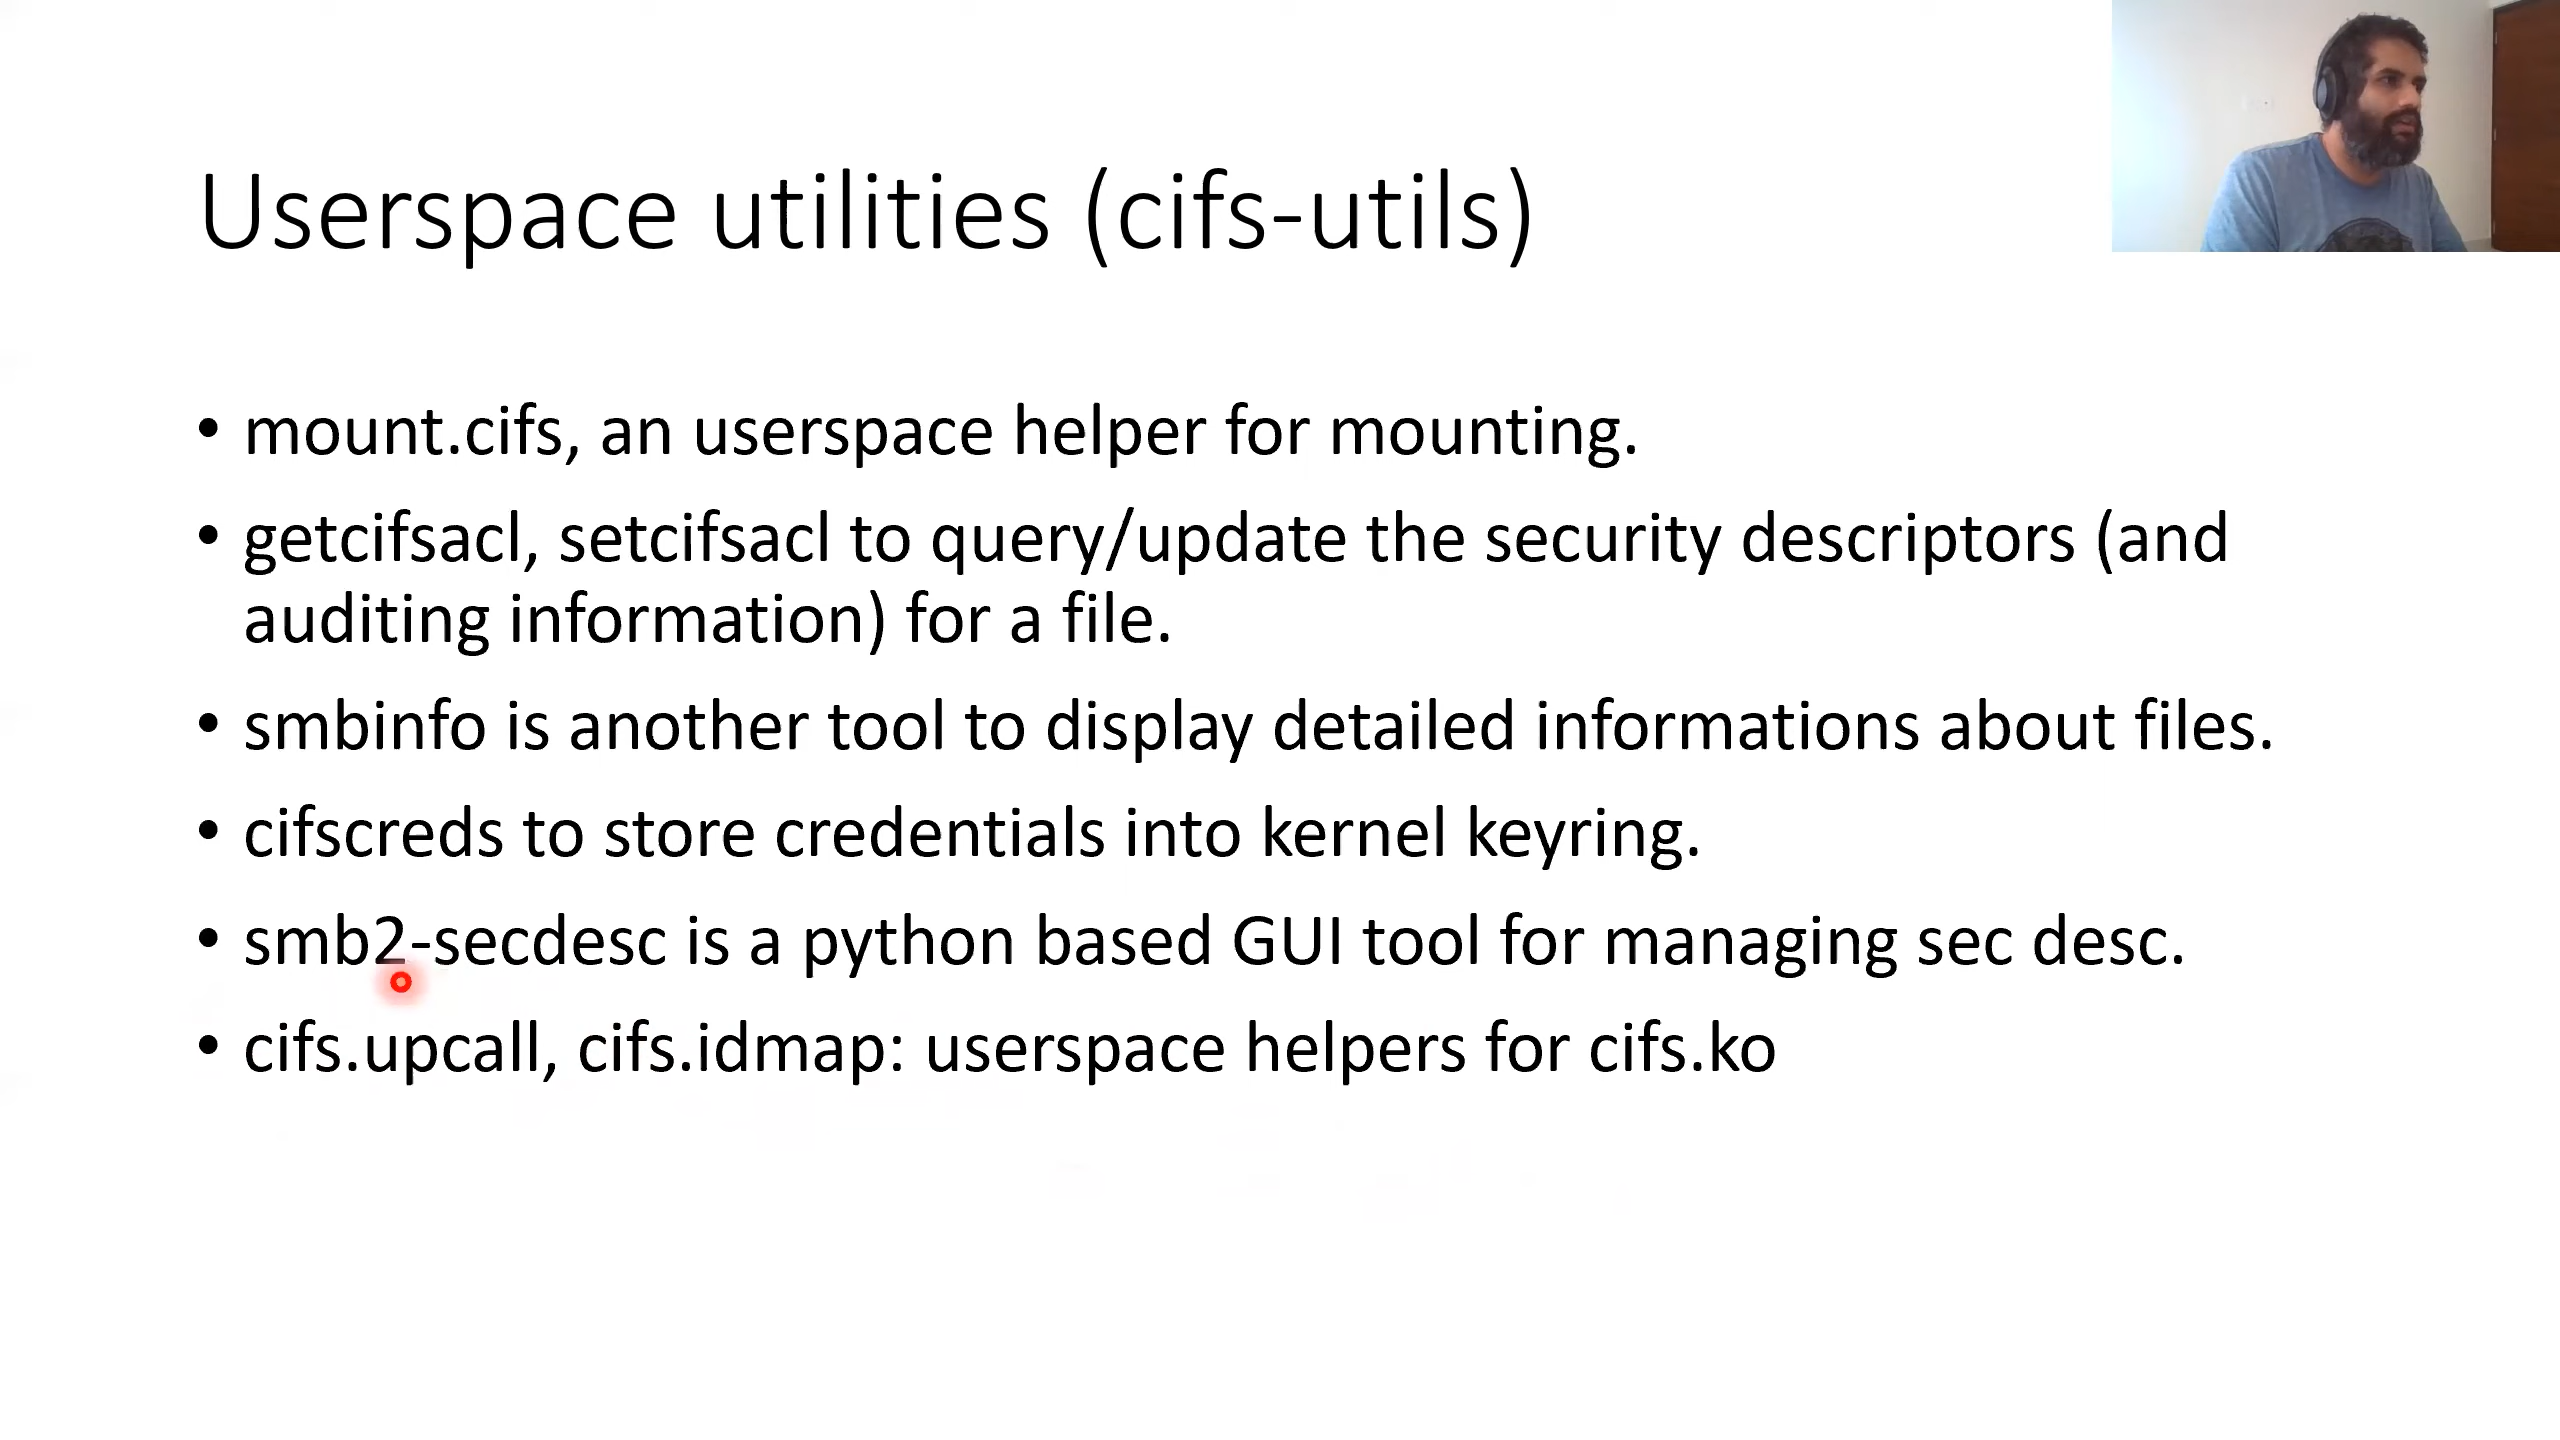 Userspace utilities (cifs-utils)
• mount.cifs, an userspace helper for mounting.
• getcifsacl, setcifsacl to query/update the security descriptors (and
auditing information) for a file.
• smbinfo is another tool to display detailed informations about files.
• cifscreds to store credentials into kernel keyring.
• smb2-secdesc is a python based GUI tool for managing sec desc.
• cifs.upcall, cifs.idmap: userspace helpers for cifs.ko